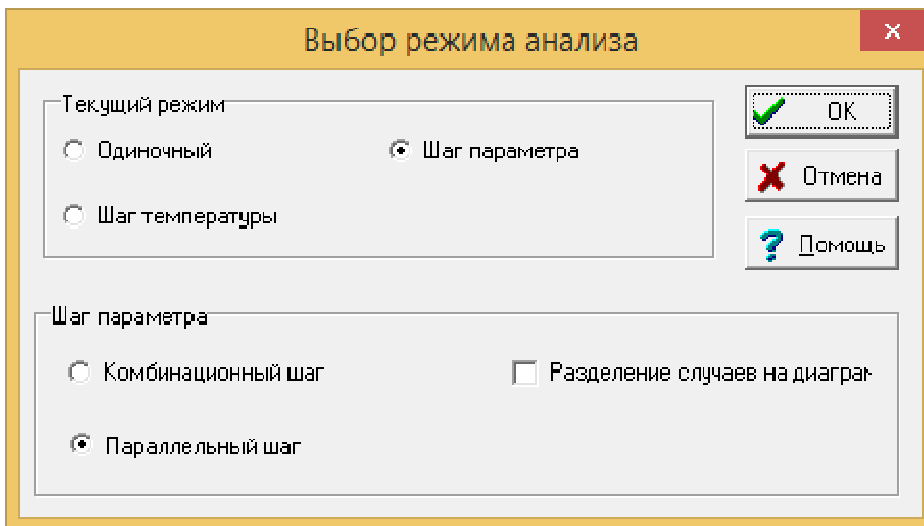 Выбор режима анализа
Текущий режим
Одиночный
Шаг параметра
Шаг температуры
OK
Отмена
Помощь
Шаг параметра
Комбинационный шаг
Разделение случаев на диаграм
Параллельный шаг